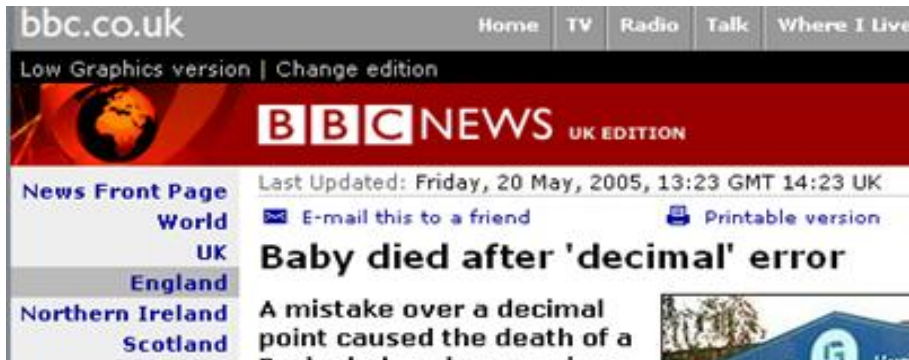 bbc.co.uk Home TV Radio Talk Where I Live
Low Graphics version | Change edition
BBC NEWS UK EDITION
News Front Page
World
UK
England
Northern Ireland
Scotland
Last Updated: Friday, 20 May, 2005, 13:23 GMT 14:23 UK
E-mail this to a friend Printable version
Baby died after 'decimal' error
A mistake over a decimal
point caused the death of a